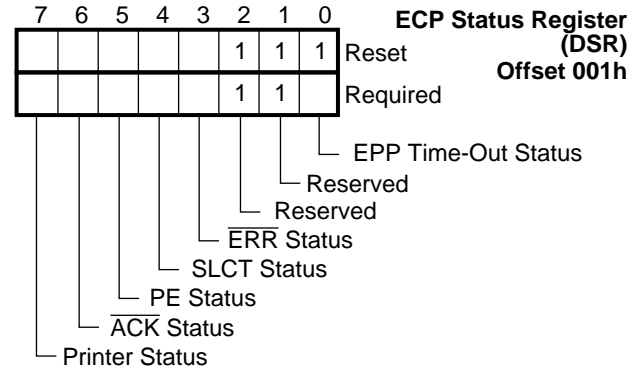 7 6 5 4 3 2 1 0
ECP Status Register
(DSR)
Offset 001h
1 1 1 Reset
1 1 Required
EPP Time-Out Status
Reserved
Reserved
ERR Status
SLCT Status
PE Status
ACK Status
Printer Status